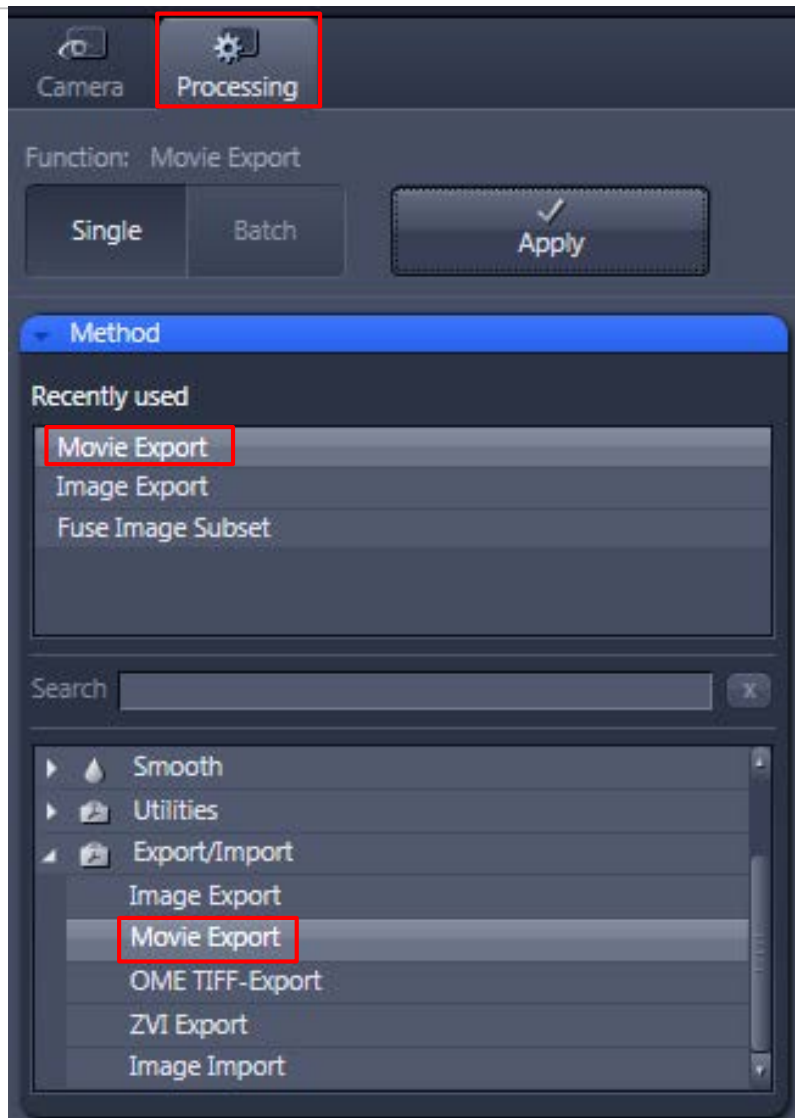 Camera Processing
Function: Movie Export
Single Batch Apply
Method
Recently used
Movie Export
Image Export
Fuse Image Subset
Search x
Smooth
Utilities
Export/Import
Image Export
Movie Export
OME TIFF-Export
ZVI Export
Image Import